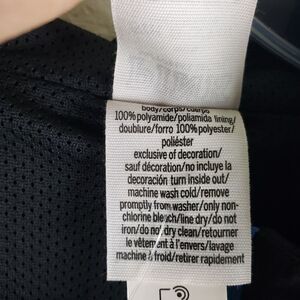 body/corps/cuerpo
100% polyamide/poliamida lining/
doublure/forro 100% polyester/
poliéster
exclusive of decoration/
sauf décoration/no incluye la
decoración turn inside out/
machine wash cold/remove
promptly from washer/only non-
chlorine bleach/line dry/do not
iron/do not dry clean/retourner
le vêtement à l'envers/lavage
machine à froid/retirer rapidement